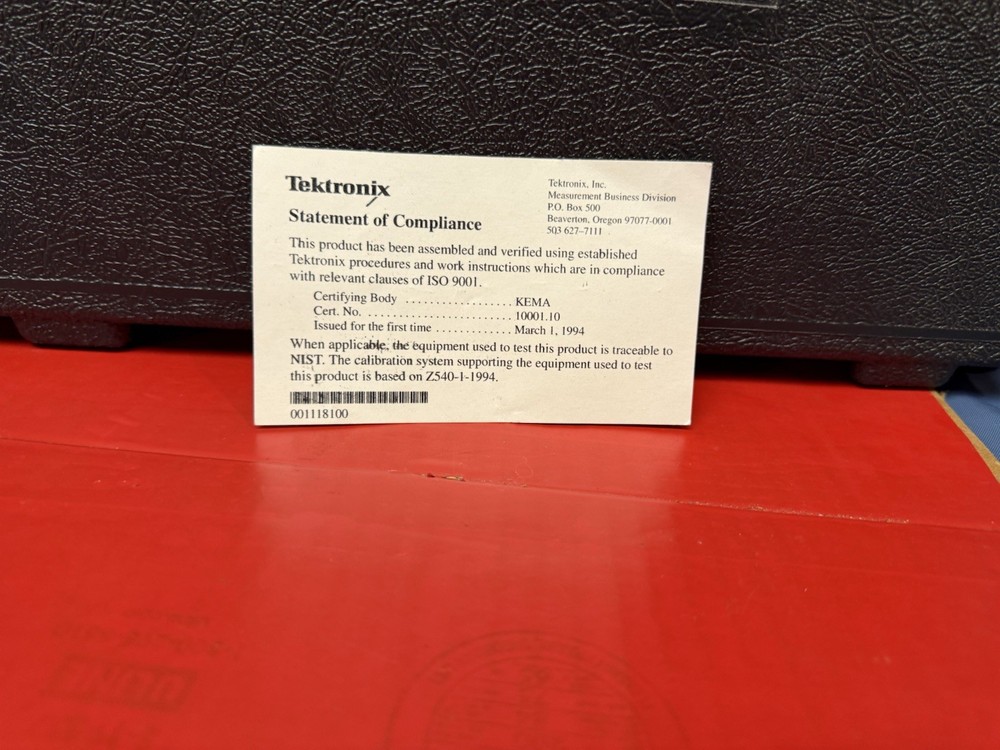 Tektronix
Statement of Compliance
Tektronix, Inc.
Measurement Business Division
P.O. Box 500
Beaverton, Oregon 97077-0001
503 627-7111
This product has been assembled and verified using established
Tektronix procedures and work instructions which are in compliance
with relevant clauses of ISO 9001.
Certifying Body .................. KEMA
Cert. No. ........................ 10001.10
Issued for the first time ............. March 1, 1994
When applicable, the equipment used to test this product is traceable to
NIST. The calibration system supporting the equipment used to test
this product is based on Z540-1-1994.
001118100